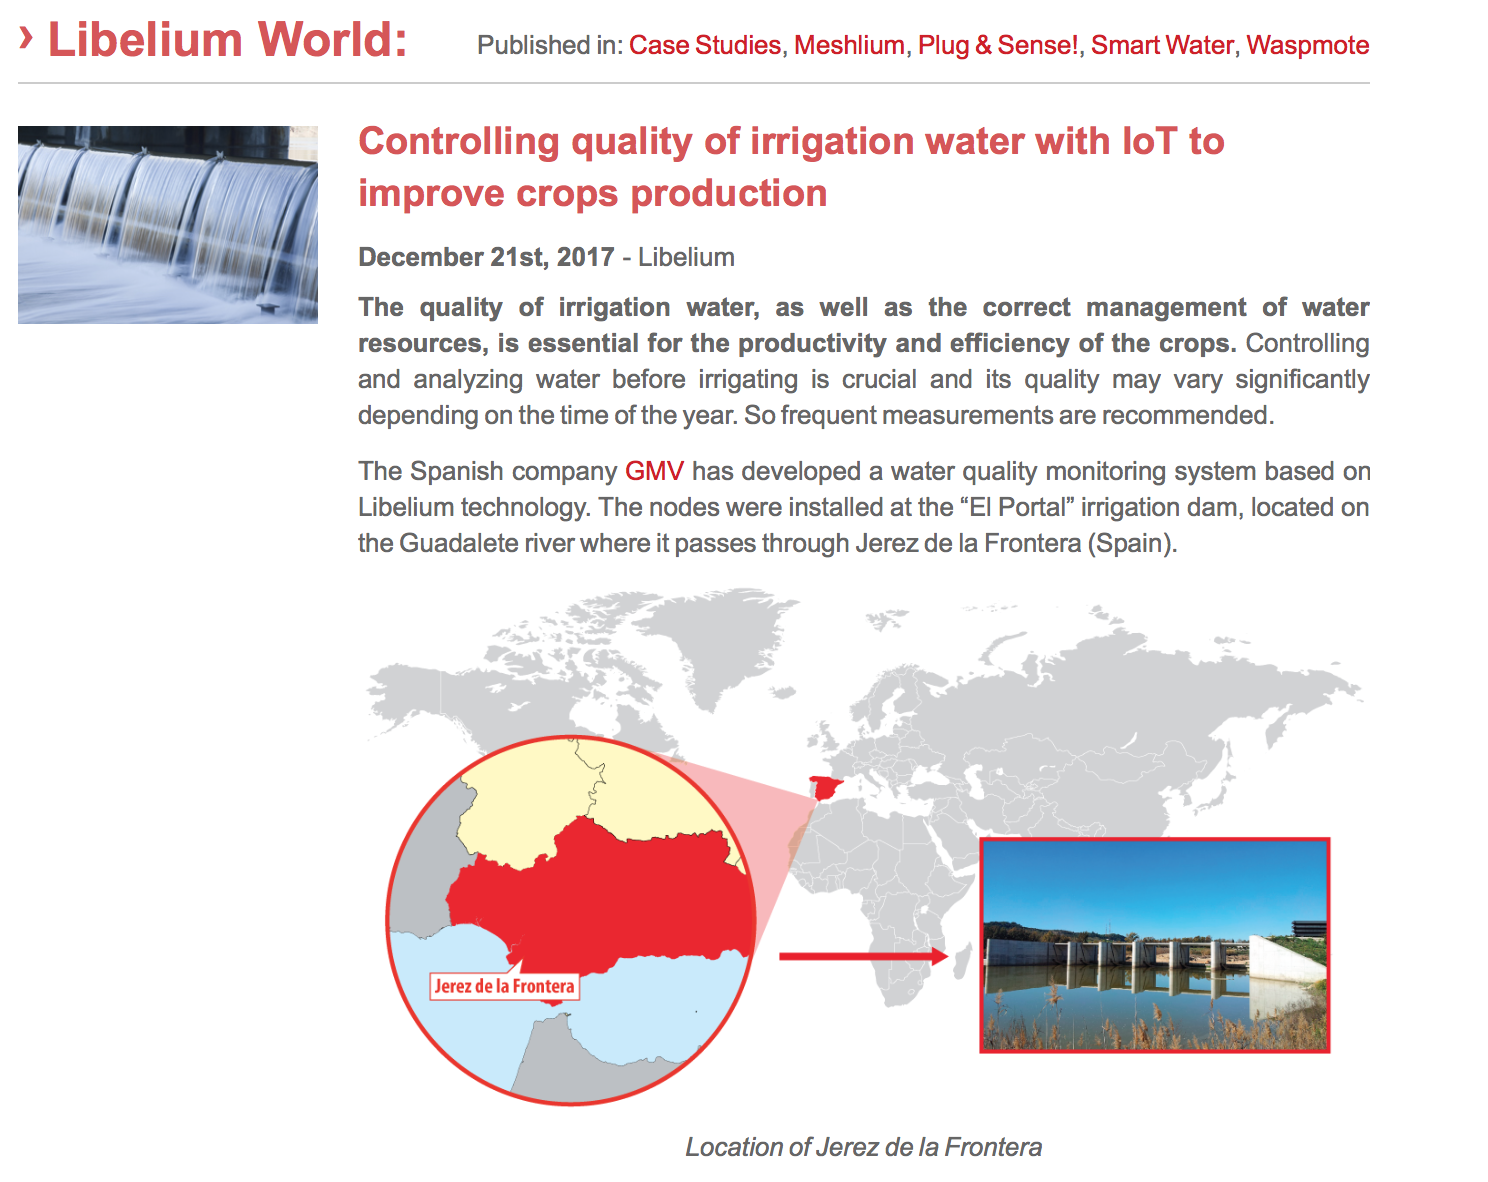 › Libelium World:
Published in: Case Studies, Meshlium, Plug & Sense!, Smart Water, Waspmote
Controlling quality of irrigation water with IoT to
improve crops production
December 21st, 2017 - Libelium
The quality of irrigation water, as well as the correct management of water
resources, is essential for the productivity and efficiency of the crops. Controlling
and analyzing water before irrigating is crucial and its quality may vary significantly
depending on the time of the year. So frequent measurements are recommended.
The Spanish company GMV has developed a water quality monitoring system based on
Libelium technology. The nodes were installed at the “El Portal” irrigation dam, located on
the Guadalete river where it passes through Jerez de la Frontera (Spain).
Jerez de la Frontera
Location of Jerez de la Frontera